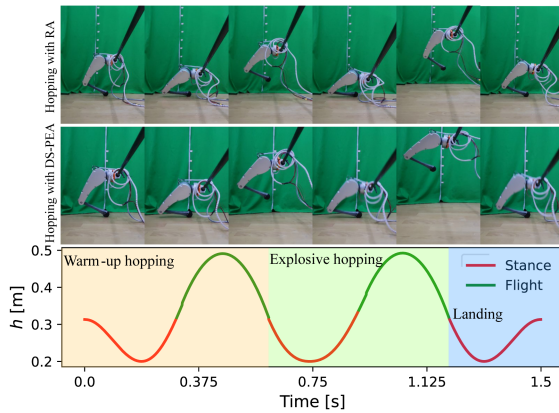 Hopping with RA
Hopping with DS-PEA
0.5
0.4
0.3
0.2
h [m]
Warm-up hopping
Explosive hopping
Landing
Stance
Flight
0.0
0.375
0.75
1.125
1.5
Time [s]